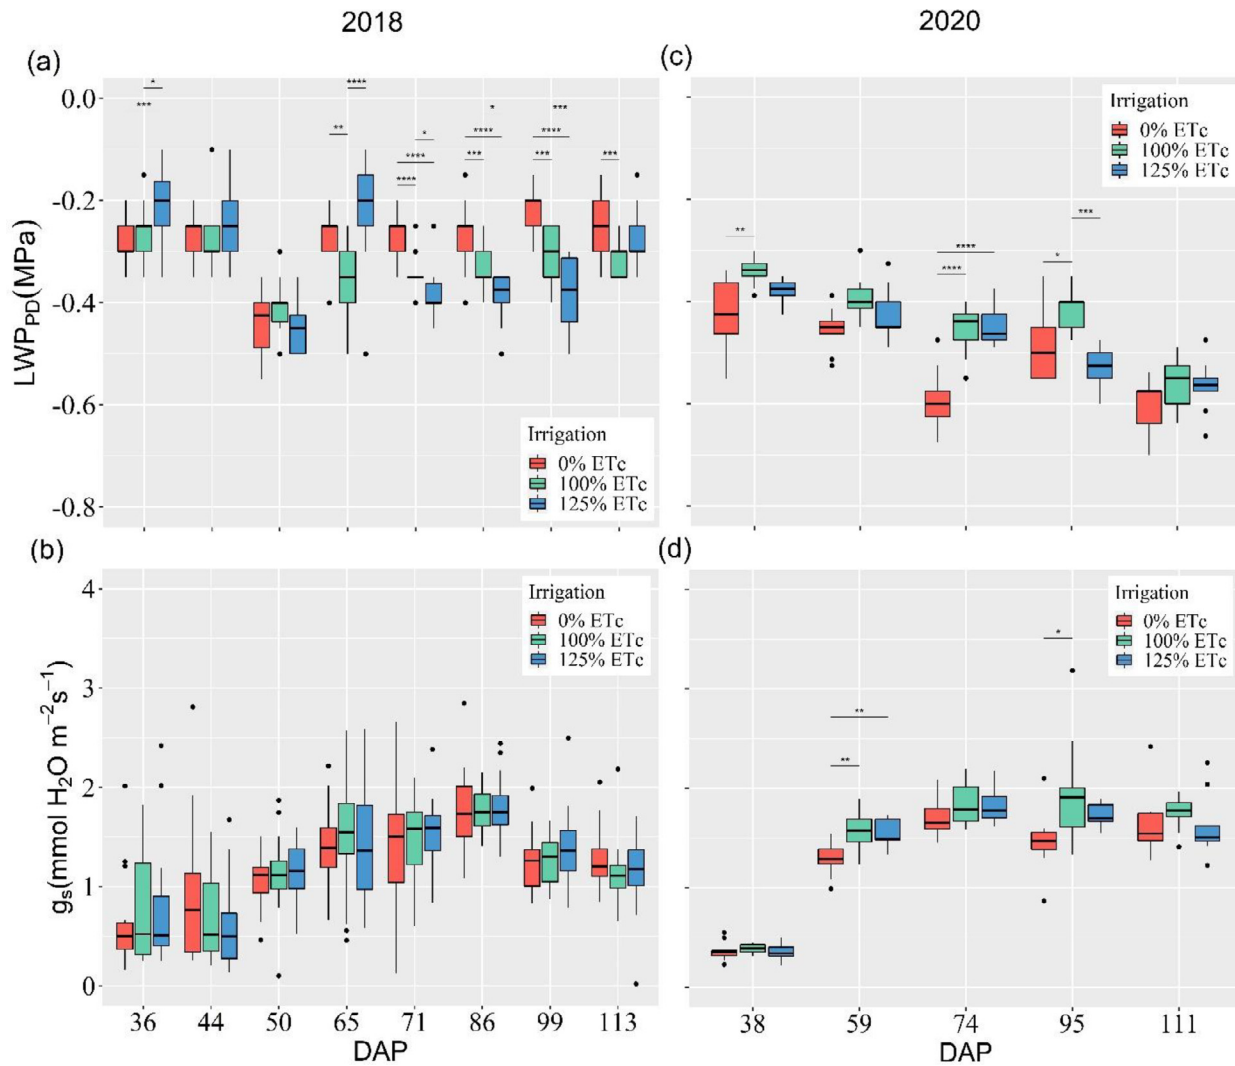 2018
2020
(a)
(c)
*
***
**
****
****
****
*
***
****
*
***
****
***
***
0.0
-0.2
-0.4
-0.6
-0.8
LWP_PD(MPa)
Irrigation
0% ETc
100% ETc
125% ETc
**
****
****
*
***
Irrigation
0% ETc
100% ETc
125% ETc
(b)
(d)
4
3
2
1
0
g_s(mmol H₂O m⁻²s⁻¹)
Irrigation
0% ETc
100% ETc
125% ETc
**
**
*
Irrigation
0% ETc
100% ETc
125% ETc
36 44 50 65 71 86 99 113
DAP
38 59 74 95 111
DAP